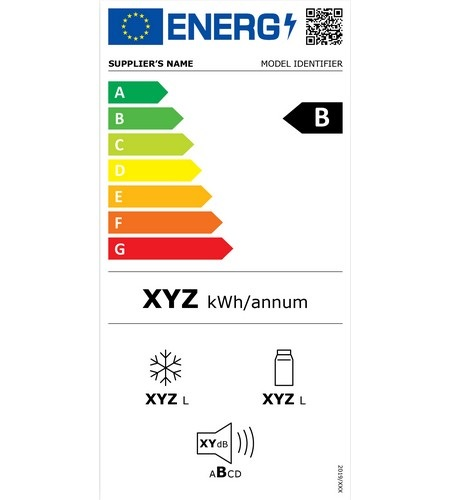 ENERG
SUPPLIER'S NAME MODEL IDENTIFIER
A
B B
C
D
E
F
G
XYZ kWh/annum
XYZ L XYZ L
XYdB
ABCD
2019/XXX